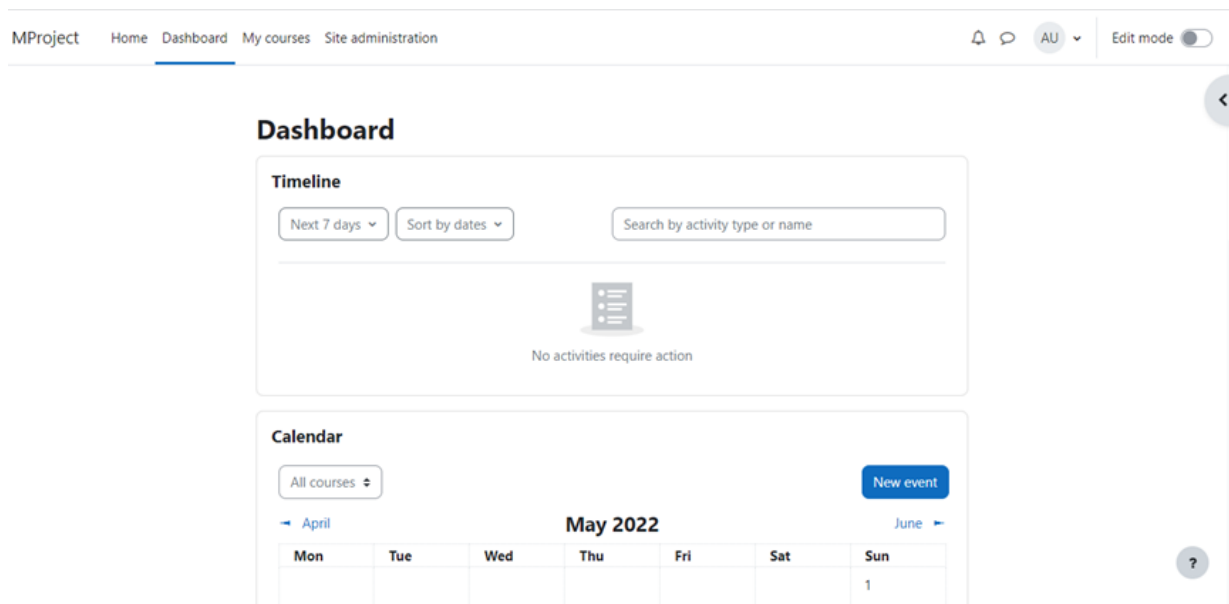 MProject Home Dashboard My courses Site administration AU Edit mode
Dashboard
Timeline
Next 7 days Sort by dates Search by activity type or name
No activities require action
Calendar
All courses New event
April May 2022 June
Mon Tue Wed Thu Fri Sat Sun
1
?